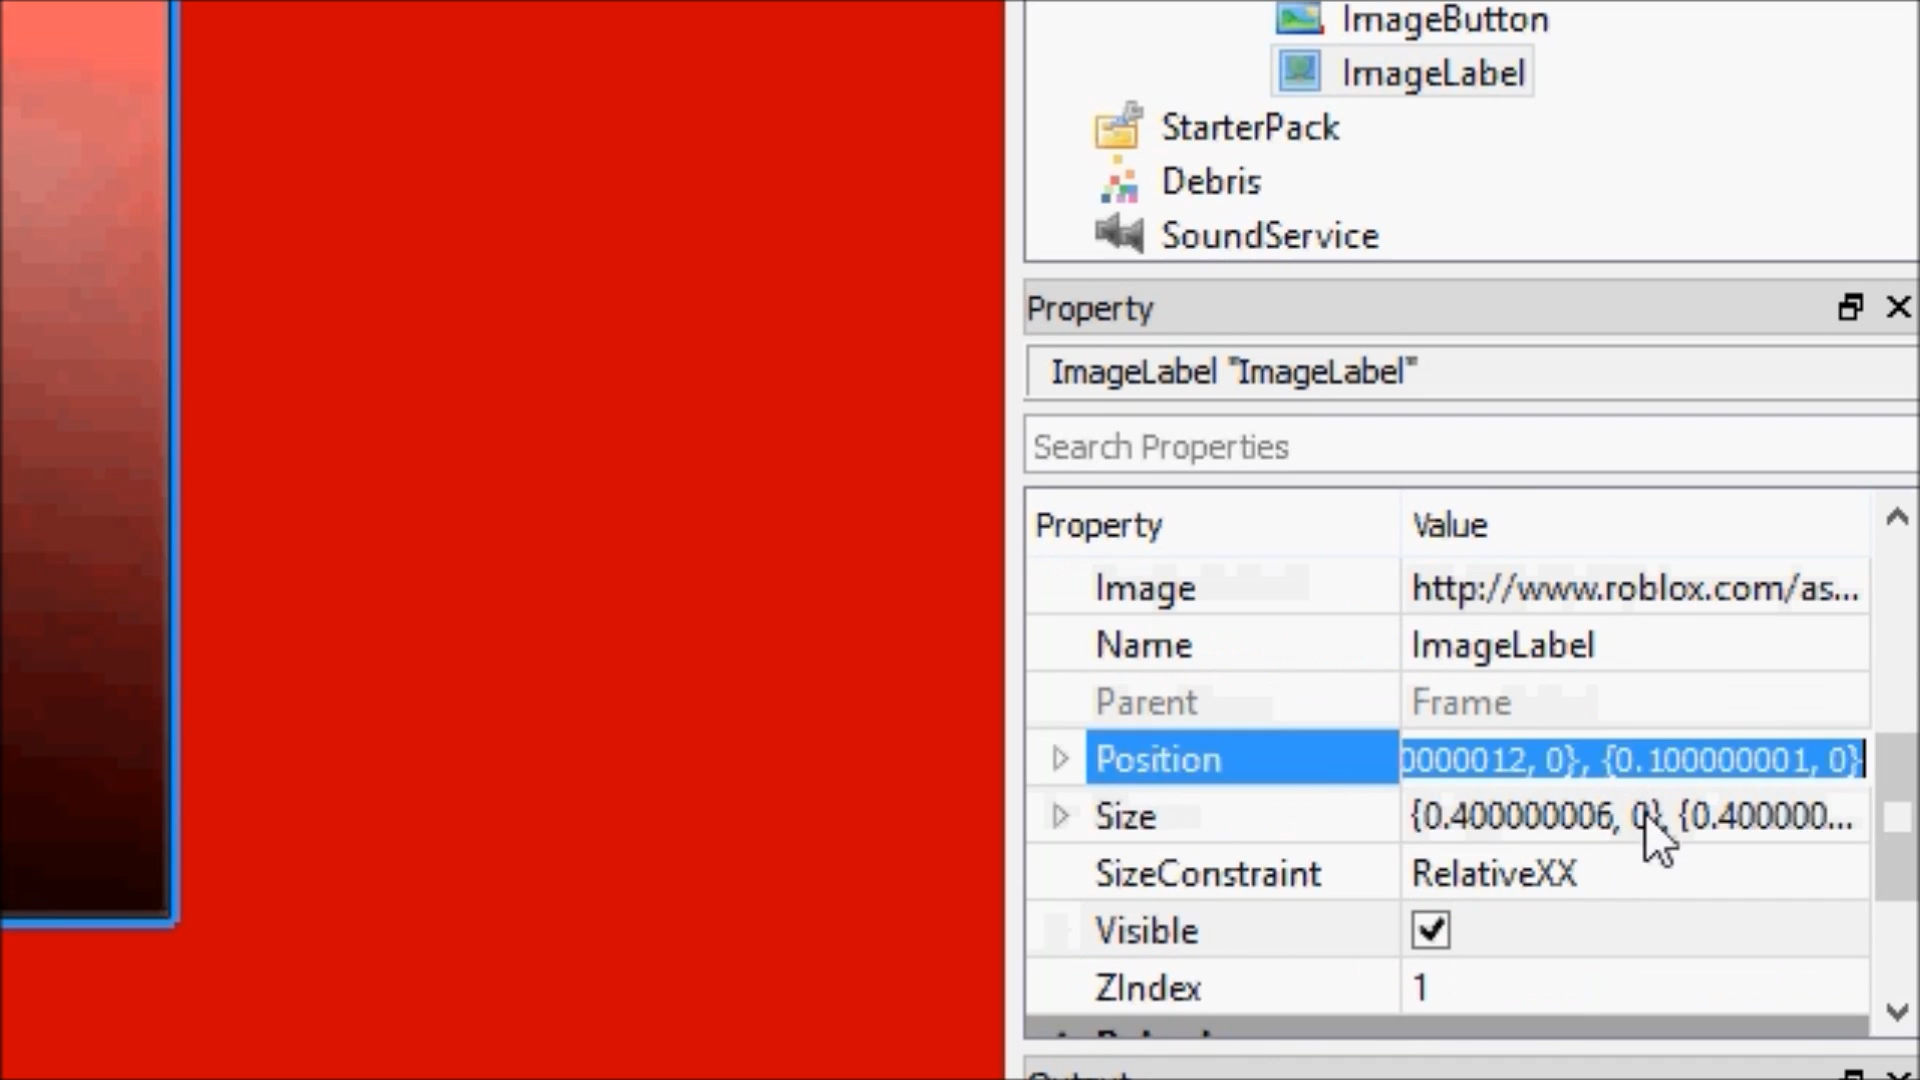 ImageButton
ImageLabel
StarterPack
Debris
SoundService
Property
ImageLabel "ImageLabel"
Search Properties
Property Value
Image http://www.roblox.com/as...
Name ImageLabel
Parent Frame
Position 0000012, 0}, {0.100000001, 0}
Size {0.400000006, 0}, {0.400000...
SizeConstraint RelativeXX
Visible
ZIndex 1